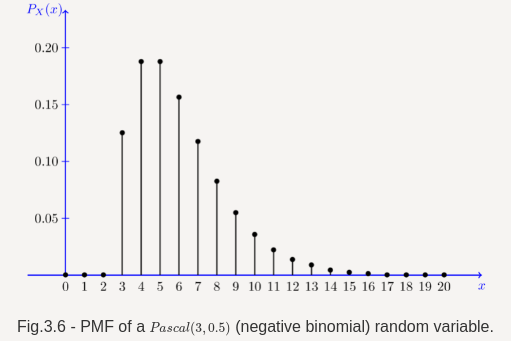 P_X(x)
0.20
0.15
0.10
0.05
0 1 2 3 4 5 6 7 8 9 10 11 12 13 14 15 16 17 18 19 20 x
Fig.3.6 - PMF of a Pascal(3, 0.5) (negative binomial) random variable.